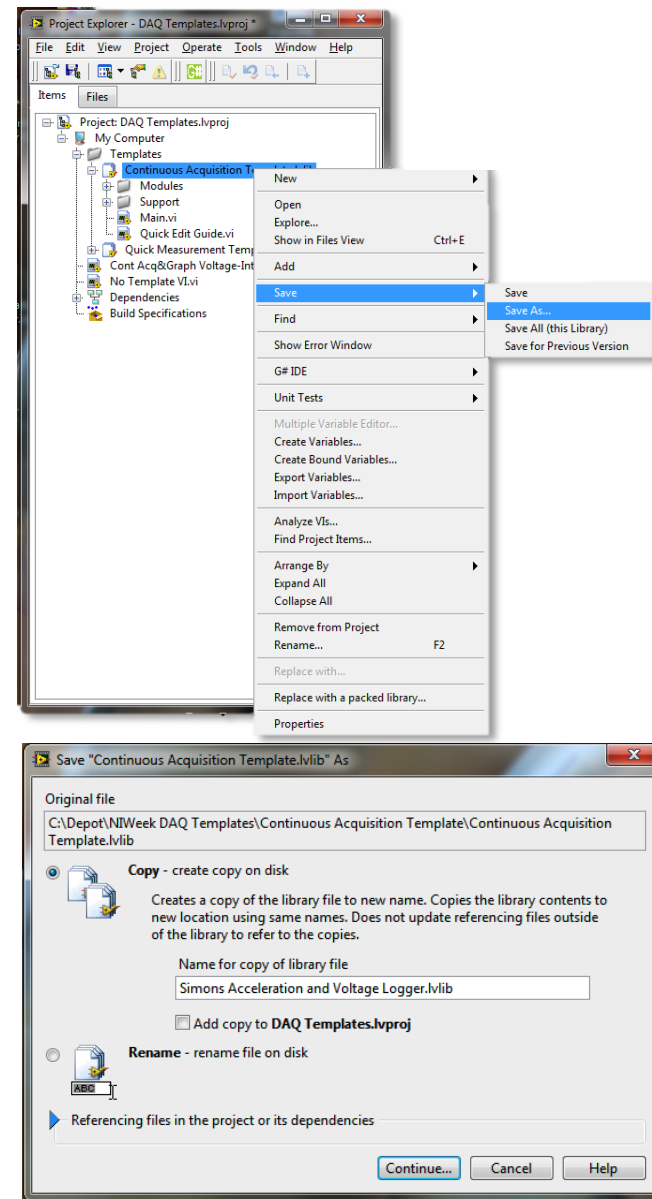 Project Explorer - DAQ Templates.lvproj *
File Edit View Project Operate Tools Window Help
Items Files
Project: DAQ Templates.lvproj
My Computer
Templates
Continuous Acquisition
Modules
Support
Main.vi
Quick Edit Guide.vi
Quick Measurement
Cont Acq&Graph Voltage-Int
No Template VI.vi
Dependencies
Build Specifications
New
Open
Explore...
Show in Files View Ctrl+E
Add
Save
Find
Show Error Window
G# IDE
Unit Tests
Multiple Variable Editor...
Create Variables...
Create Bound Variables...
Export Variables...
Import Variables...
Analyze VIs...
Find Project Items...
Arrange By
Expand All
Collapse All
Remove from Project
Rename... F2
Replace with...
Replace with a packed library...
Properties
Save
Save As...
Save All (this Library)
Save for Previous Version
Save "Continuous Acquisition Template.lvlib" As
Original file
C:\Depot\NIWeek DAQ Templates\Continuous Acquisition Template\Continuous Acquisition
Template.lvlib
Copy - create copy on disk
Creates a copy of the library file to new name. Copies the library contents to
new location using same names. Does not update referencing files outside
of the library to refer to the copies.
Name for copy of library file
Simons Acceleration and Voltage Logger.lvlib
Add copy to DAQ Templates.lvproj
Rename - rename file on disk
ABC
Referencing files in the project or its dependencies
Continue... Cancel Help